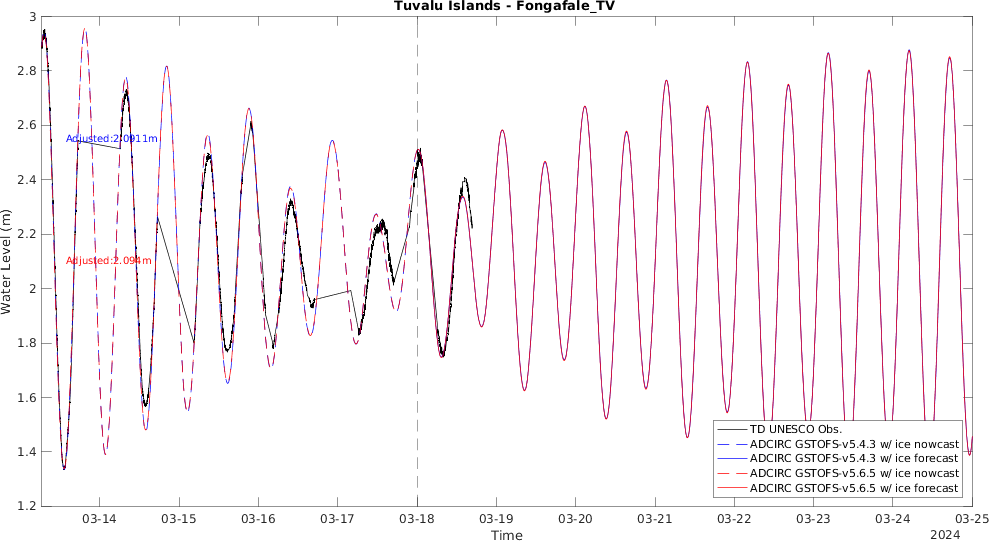 Tuvalu Islands - Fongafale_TV
Water Level (m)
3
2.8
2.6
2.4
2.2
2
1.8
1.6
1.4
1.2
Adjusted:2.0911m
Adjusted:2.094m
TD UNESCO Obs.
ADCIRC GSTOFS-v5.4.3 w/ ice nowcast
ADCIRC GSTOFS-v5.4.3 w/ ice forecast
ADCIRC GSTOFS-v5.6.5 w/ ice nowcast
ADCIRC GSTOFS-v5.6.5 w/ ice forecast
03-14 03-15 03-16 03-17 03-18 03-19 03-20 03-21 03-22 03-23 03-24 03-25
Time
2024